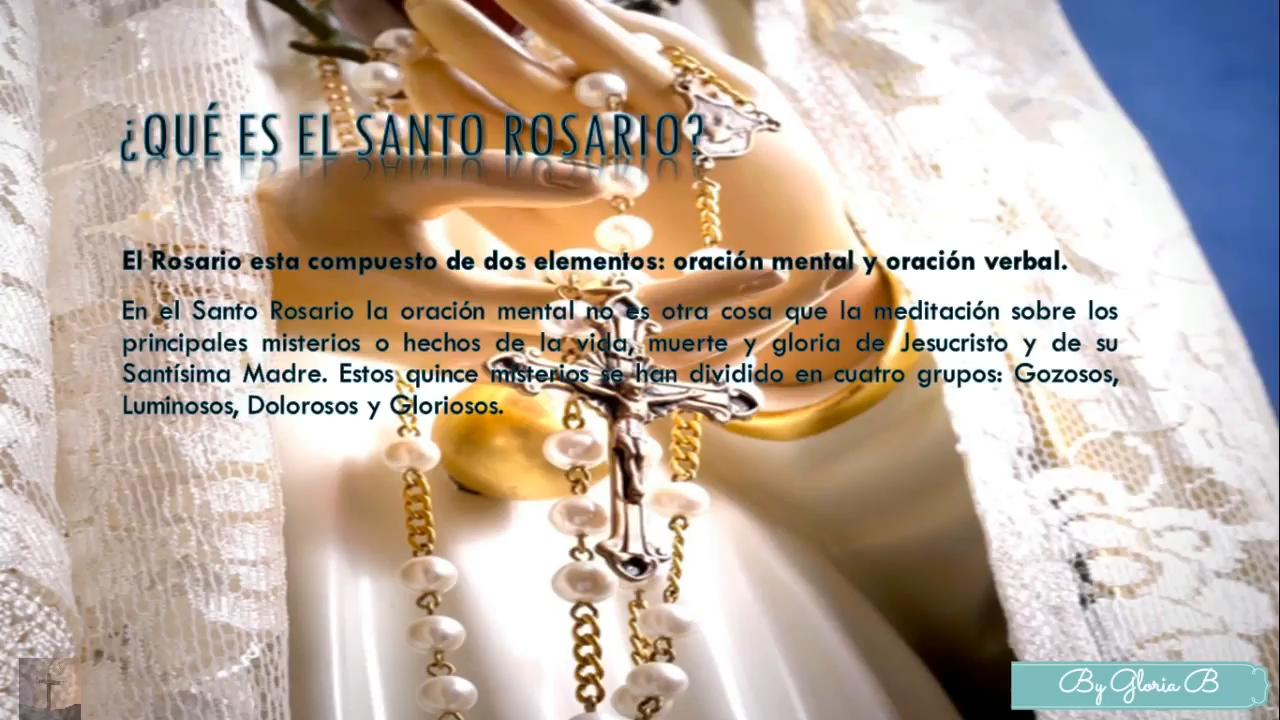 ¿QUÉ ES EL SANTO ROSARIO?
El Rosario esta compuesto de dos elementos: oración mental y oración verbal.
En el Santo Rosario la oración mental no es otra cosa que la meditación sobre los
principales misterios o hechos de la vida, muerte y gloria de Jesucristo y de su
Santísima Madre. Estos quince misterios se han dividido en cuatro grupos: Gozosos,
Luminosos, Dolorosos y Gloriosos.
By Gloria B